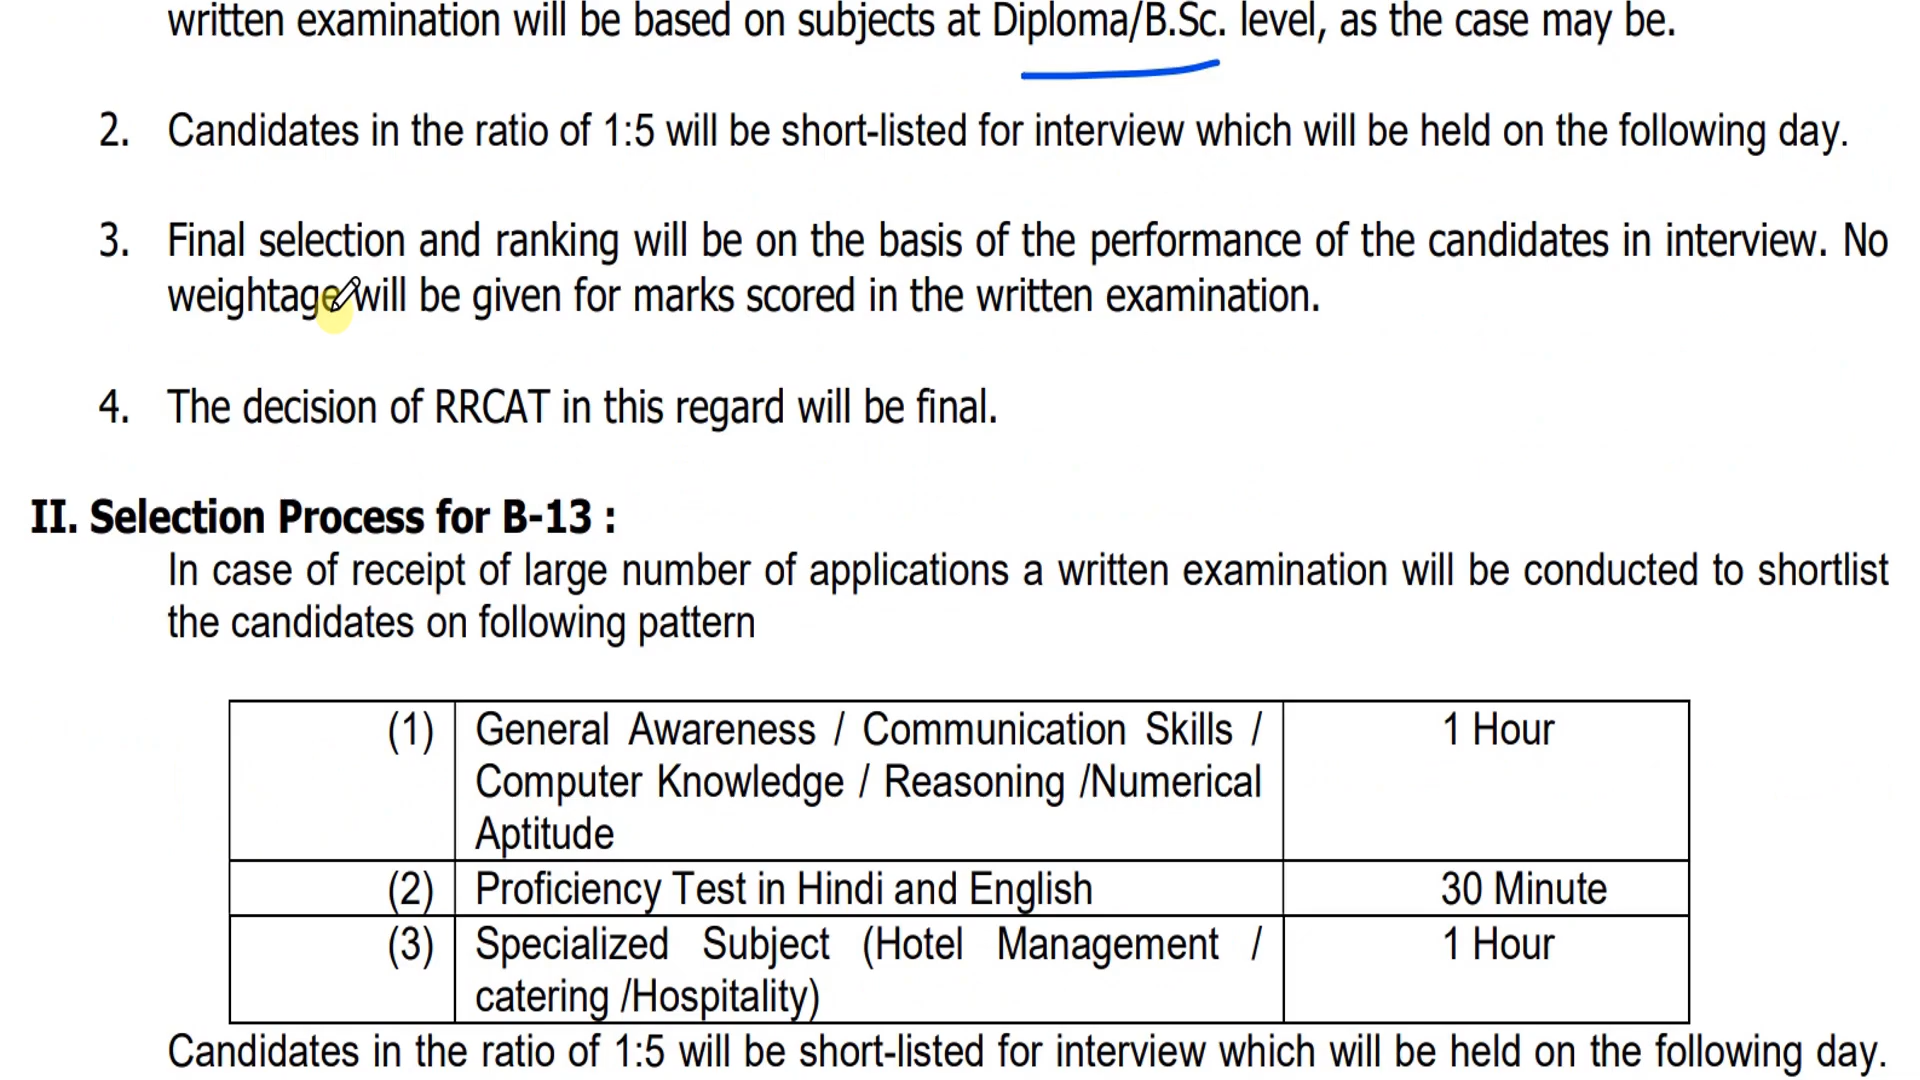 written examination will be based on subjects at Diploma/B.Sc. level, as the case may be.
2. Candidates in the ratio of 1:5 will be short-listed for interview which will be held on the following day.
3. Final selection and ranking will be on the basis of the performance of the candidates in interview. No
weightage will be given for marks scored in the written examination.
4. The decision of RRCAT in this regard will be final.
II. Selection Process for B-13 :
In case of receipt of large number of applications a written examination will be conducted to shortlist
the candidates on following pattern
(1) General Awareness / Communication Skills / 1 Hour
Computer Knowledge / Reasoning /Numerical
Aptitude
(2) Proficiency Test in Hindi and English 30 Minute
(3) Specialized Subject (Hotel Management / 1 Hour
catering /Hospitality)
Candidates in the ratio of 1:5 will be short-listed for interview which will be held on the following day.